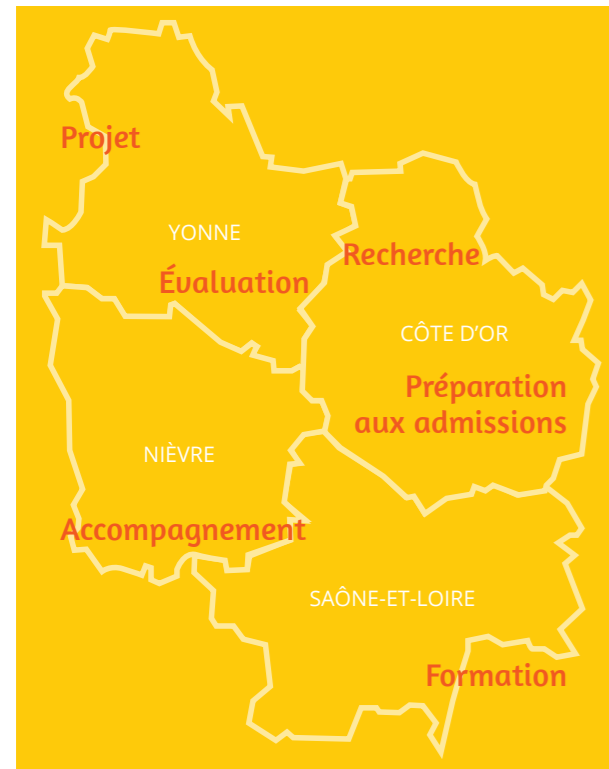 Projet
YONNE
Évaluation
Recherche
CÔTE D'OR
Préparation
aux admissions
NIÈVRE
Accompagnement
SAÔNE-ET-LOIRE
Formation